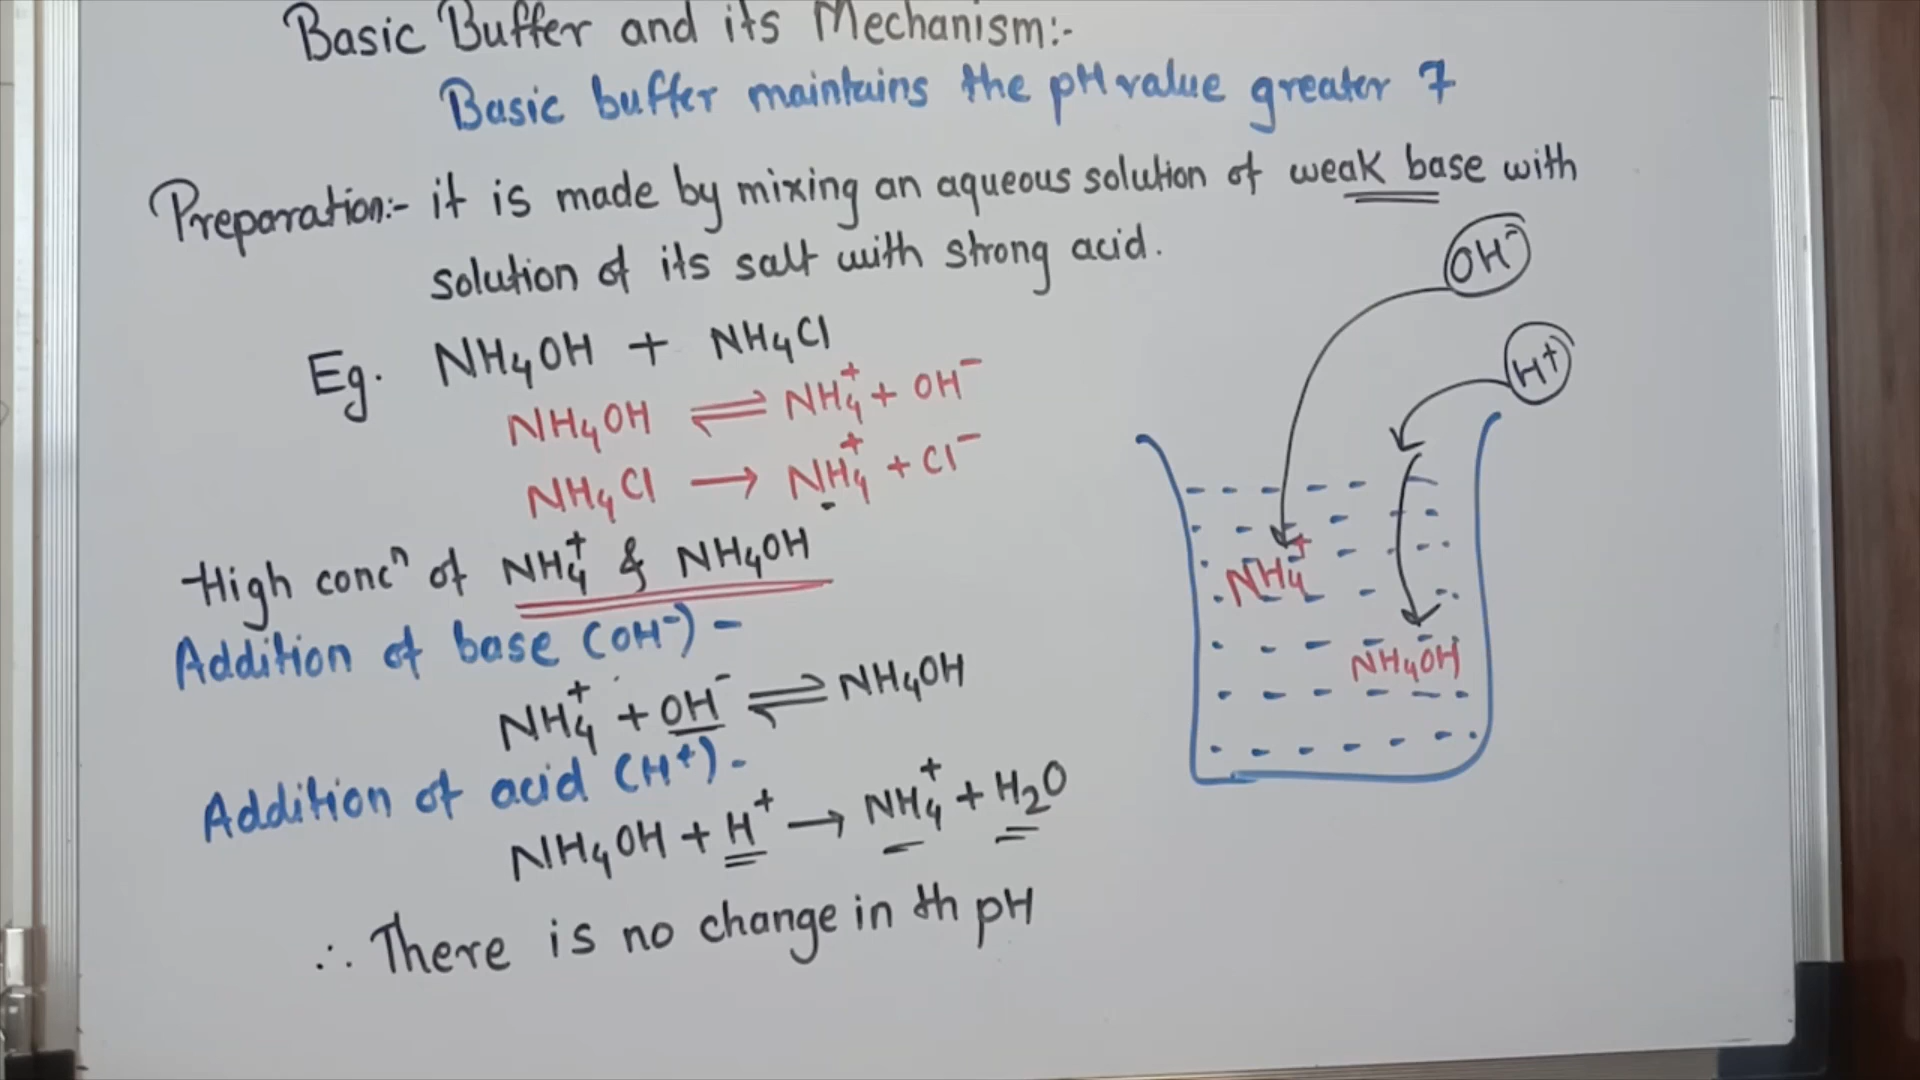 Basic Buffer and its Mechanism:-
Basic buffer maintains the pH value greater 7
Preparation:- it is made by mixing an aqueous solution of weak base with
solution of its salt with strong acid.
Eg. NH₄OH + NH₄Cl
NH₄OH ⇌ NH₄⁺ + OH⁻
NH₄Cl → NH₄⁺ + Cl⁻
High concⁿ of NH₄⁺ & NH₄OH
Addition of base (OH⁻) -
NH₄⁺ + OH⁻ ⇌ NH₄OH
Addition of acid (H⁺) -
NH₄OH + H⁺ → NH₄⁺ + H₂O
∴ There is no change in th pH
OH⁻
H⁺
NH₄⁺
NH₄OH